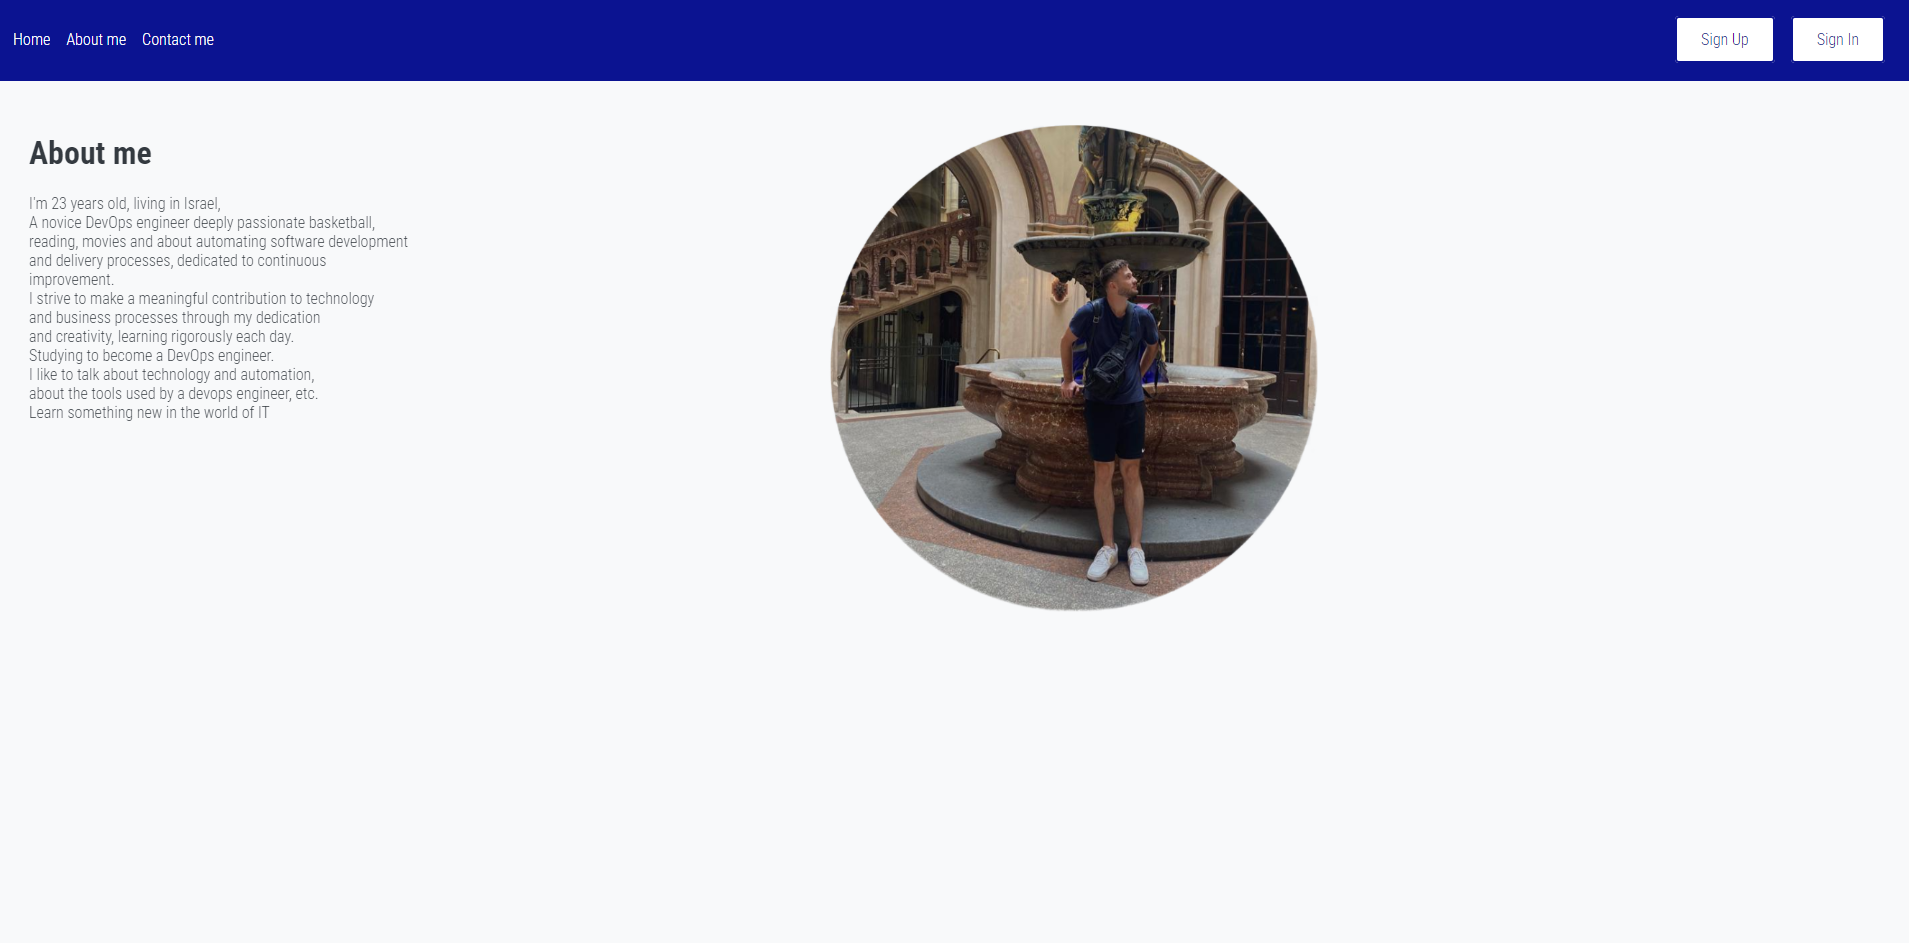 Home About me Contact me Sign Up Sign In
About me
I'm 23 years old, living in Israel,
A novice DevOps engineer deeply passionate basketball,
reading, movies and about automating software development
and delivery processes, dedicated to continuous
improvement.
I strive to make a meaningful contribution to technology
and business processes through my dedication
and creativity, learning rigorously each day.
Studying to become a DevOps engineer.
I like to talk about technology and automation,
about the tools used by a devops engineer, etc.
Learn something new in the world of IT